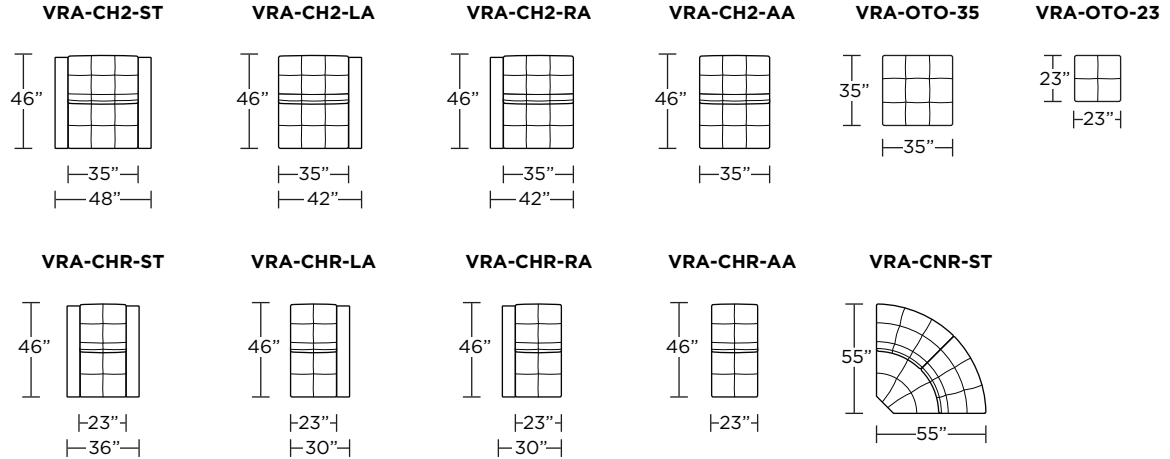 VRA-CH2-ST VRA-CH2-LA VRA-CH2-RA VRA-CH2-AA VRA-OTO-35 VRA-OTO-23
46” 46” 46” 46” 35” 23”
35” 35” 35” 35” 35” 23”
48” 42” 42”
VRA-CHR-ST VRA-CHR-LA VRA-CHR-RA VRA-CHR-AA VRA-CNR-ST
46” 46” 46” 46” 55”
23” 23” 23” 23” 55”
36” 30” 30”